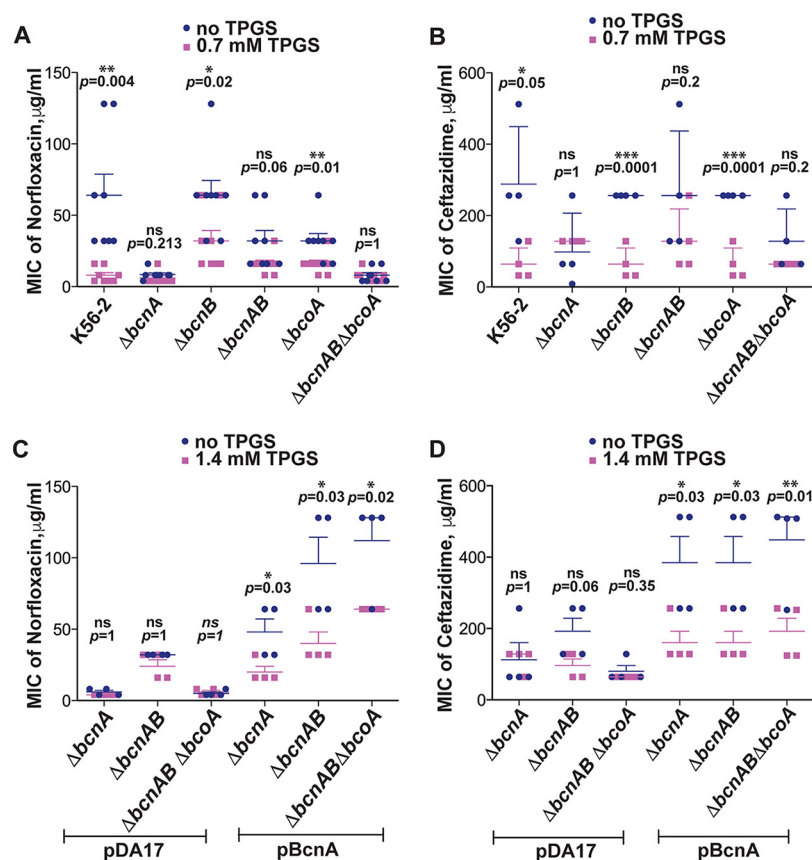 A
no TPGS
0.7 mM TPGS
MIC of Norfloxacin,µg/ml
150
100
50
0
**
p=0.004
ns
p=0.213
*
p=0.02
ns
p=0.06
**
p=0.01
ns
p=1
K56-2
ΔbcnA
ΔbcnB
ΔbcnAB
ΔbcoA
ΔbcnABΔbcoA
B
no TPGS
0.7 mM TPGS
MIC of Ceftazidime, µg/ml
600
400
200
0
*
p=0.05
ns
p=1
***
p=0.0001
ns
p=0.2
***
p=0.0001
ns
p=0.2
K56-2
ΔbcnA
ΔbcnB
ΔbcnAB
ΔbcoA
ΔbcnABΔbcoA
C
no TPGS
1.4 mM TPGS
MIC of Norfloxacin,µg/ml
150
100
50
0
ns
p=1
ns
p=1
ns
p=1
*
p=0.03
*
p=0.03
*
p=0.02
ΔbcnA
ΔbcnAB
ΔbcnAB ΔbcoA
ΔbcnA
ΔbcnAB
ΔbcnABΔbcoA
pDA17
pBcnA
D
no TPGS
1.4 mM TPGS
MIC of Ceftazidime, µg/ml
600
400
200
0
ns
p=1
ns
p=0.06
ns
p=0.35
*
p=0.03
*
p=0.03
**
p=0.01
ΔbcnA
ΔbcnAB
ΔbcnAB ΔbcoA
ΔbcnA
ΔbcnAB
ΔbcnABΔbcoA
pDA17
pBcnA